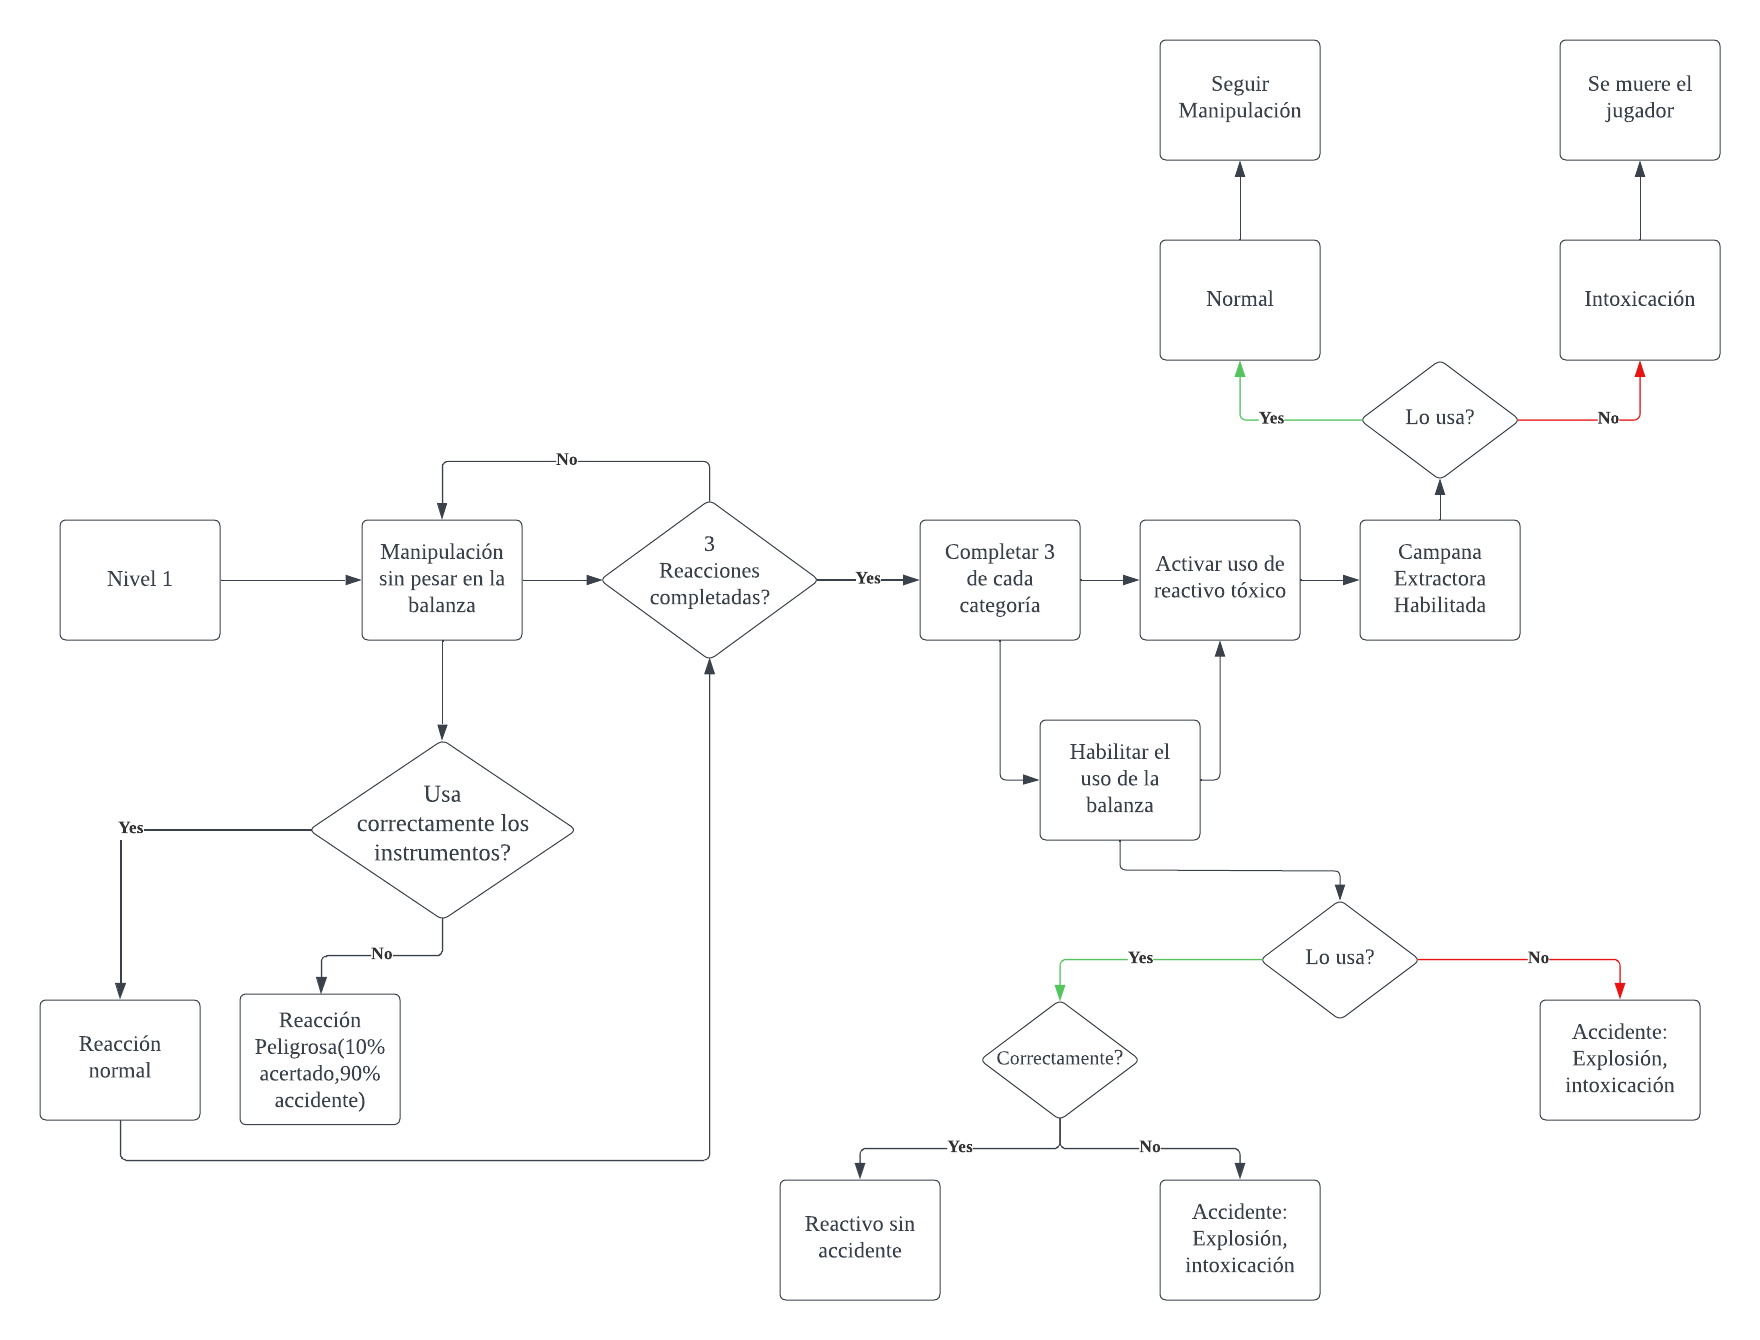 Seguir
Manipulación
Se muere el
jugador
Normal
Intoxicación
Yes
Lo usa?
No
No
Nivel 1
Manipulación
sin pesar en la
balanza
3
Reacciones
completadas?
Yes
Completar 3
de cada
categoría
Activar uso de
reactivo tóxico
Campana
Extractora
Habilitada
Habilitar el
uso de la
balanza
Usa
correctamente los
instrumentos?
Yes
No
Reacción
normal
Reacción
Peligrosa(10%
acertado,90%
accidente)
Yes
Lo usa?
No
Correctamente?
Accidente:
Explosión,
intoxicación
Yes
No
Reactivo sin
accidente
Accidente:
Explosión,
intoxicación